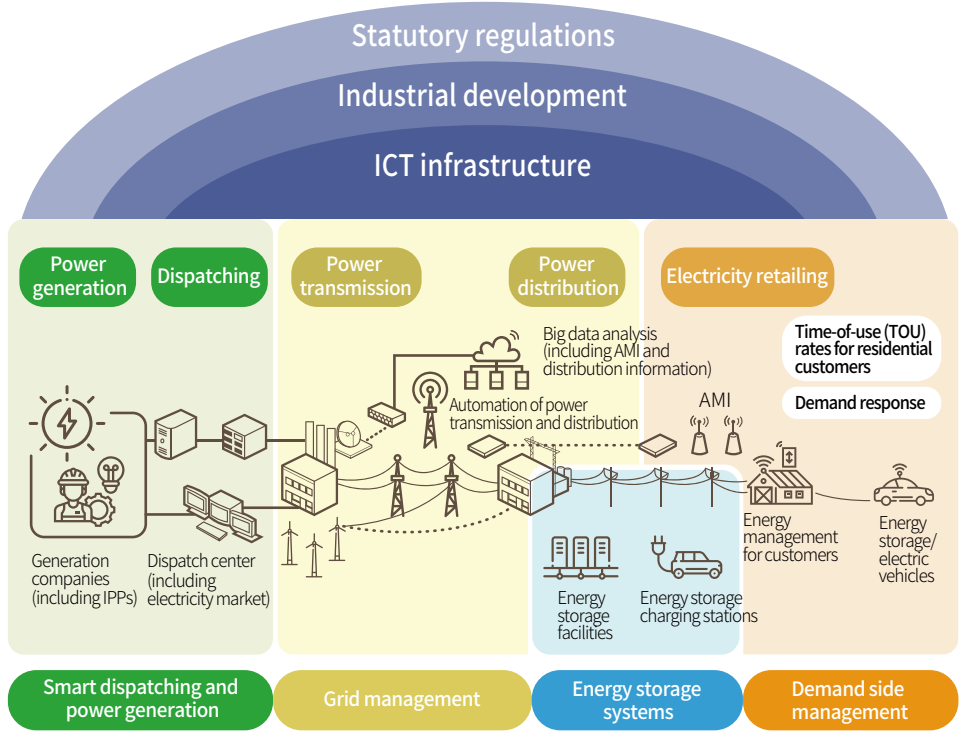 Statutory regulations
Industrial development
ICT infrastructure
Power
generation
Dispatching
Power
transmission
Power
distribution
Electricity retailing
Time-of-use (TOU)
rates for residential
customers
Demand response
Big data analysis
(including AMI and
distribution information)
Automation of power
transmission and distribution
AMI
Generation
companies
(including IPPs)
Dispatch center
(including
electricity market)
Energy
storage
facilities
Energy storage
charging stations
Energy
management
for customers
Energy
storage/
electric
vehicles
Smart dispatching and
power generation
Grid management
Energy storage
systems
Demand side
management